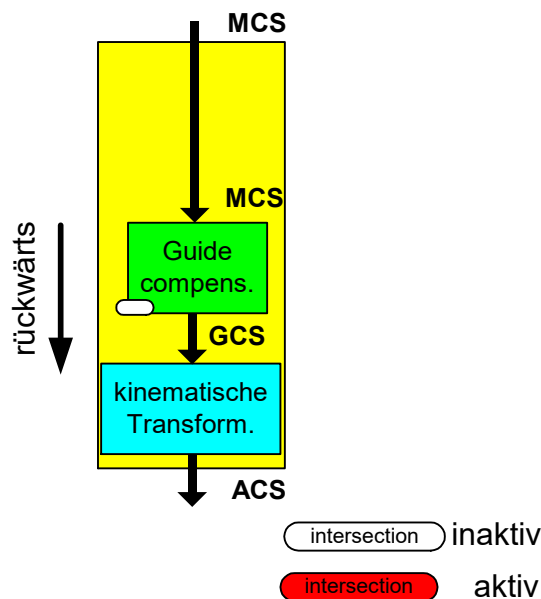 MCS
MCS
Guide
compens.
rückwärts
GCS
kinematische
Transform.
ACS
intersection inaktiv
intersection aktiv